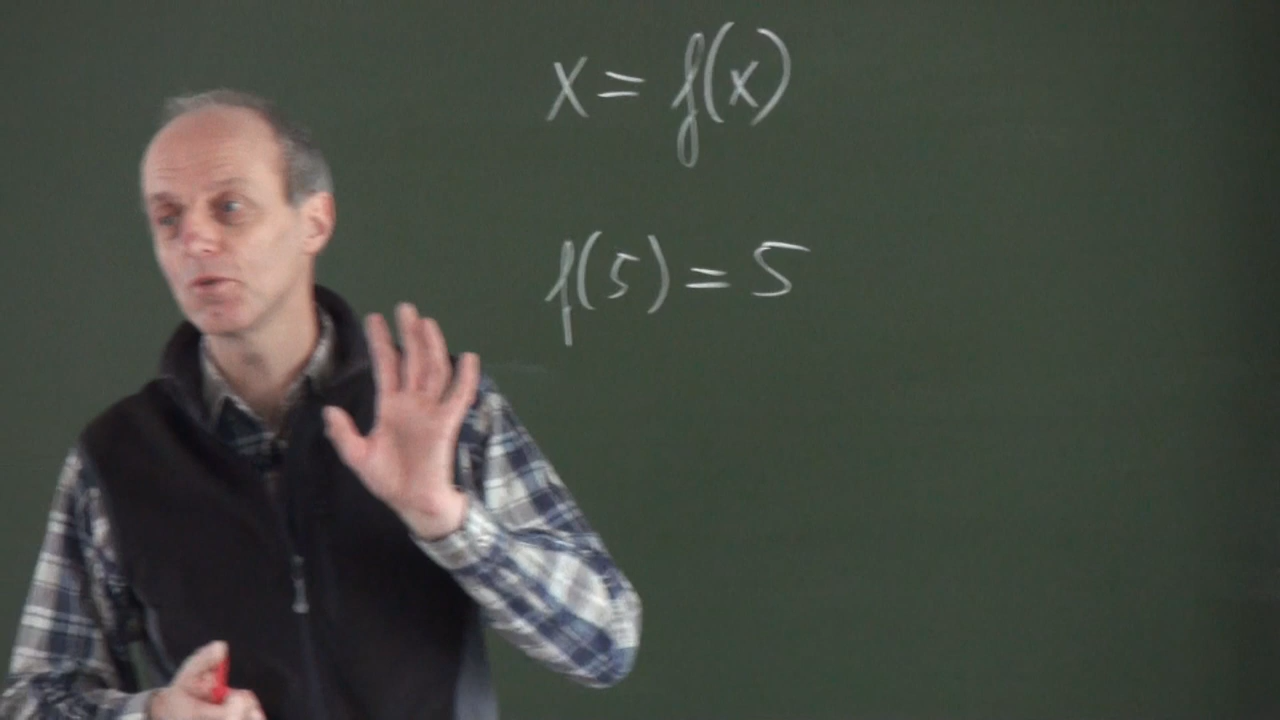 x = f(x)
f(5) = 5